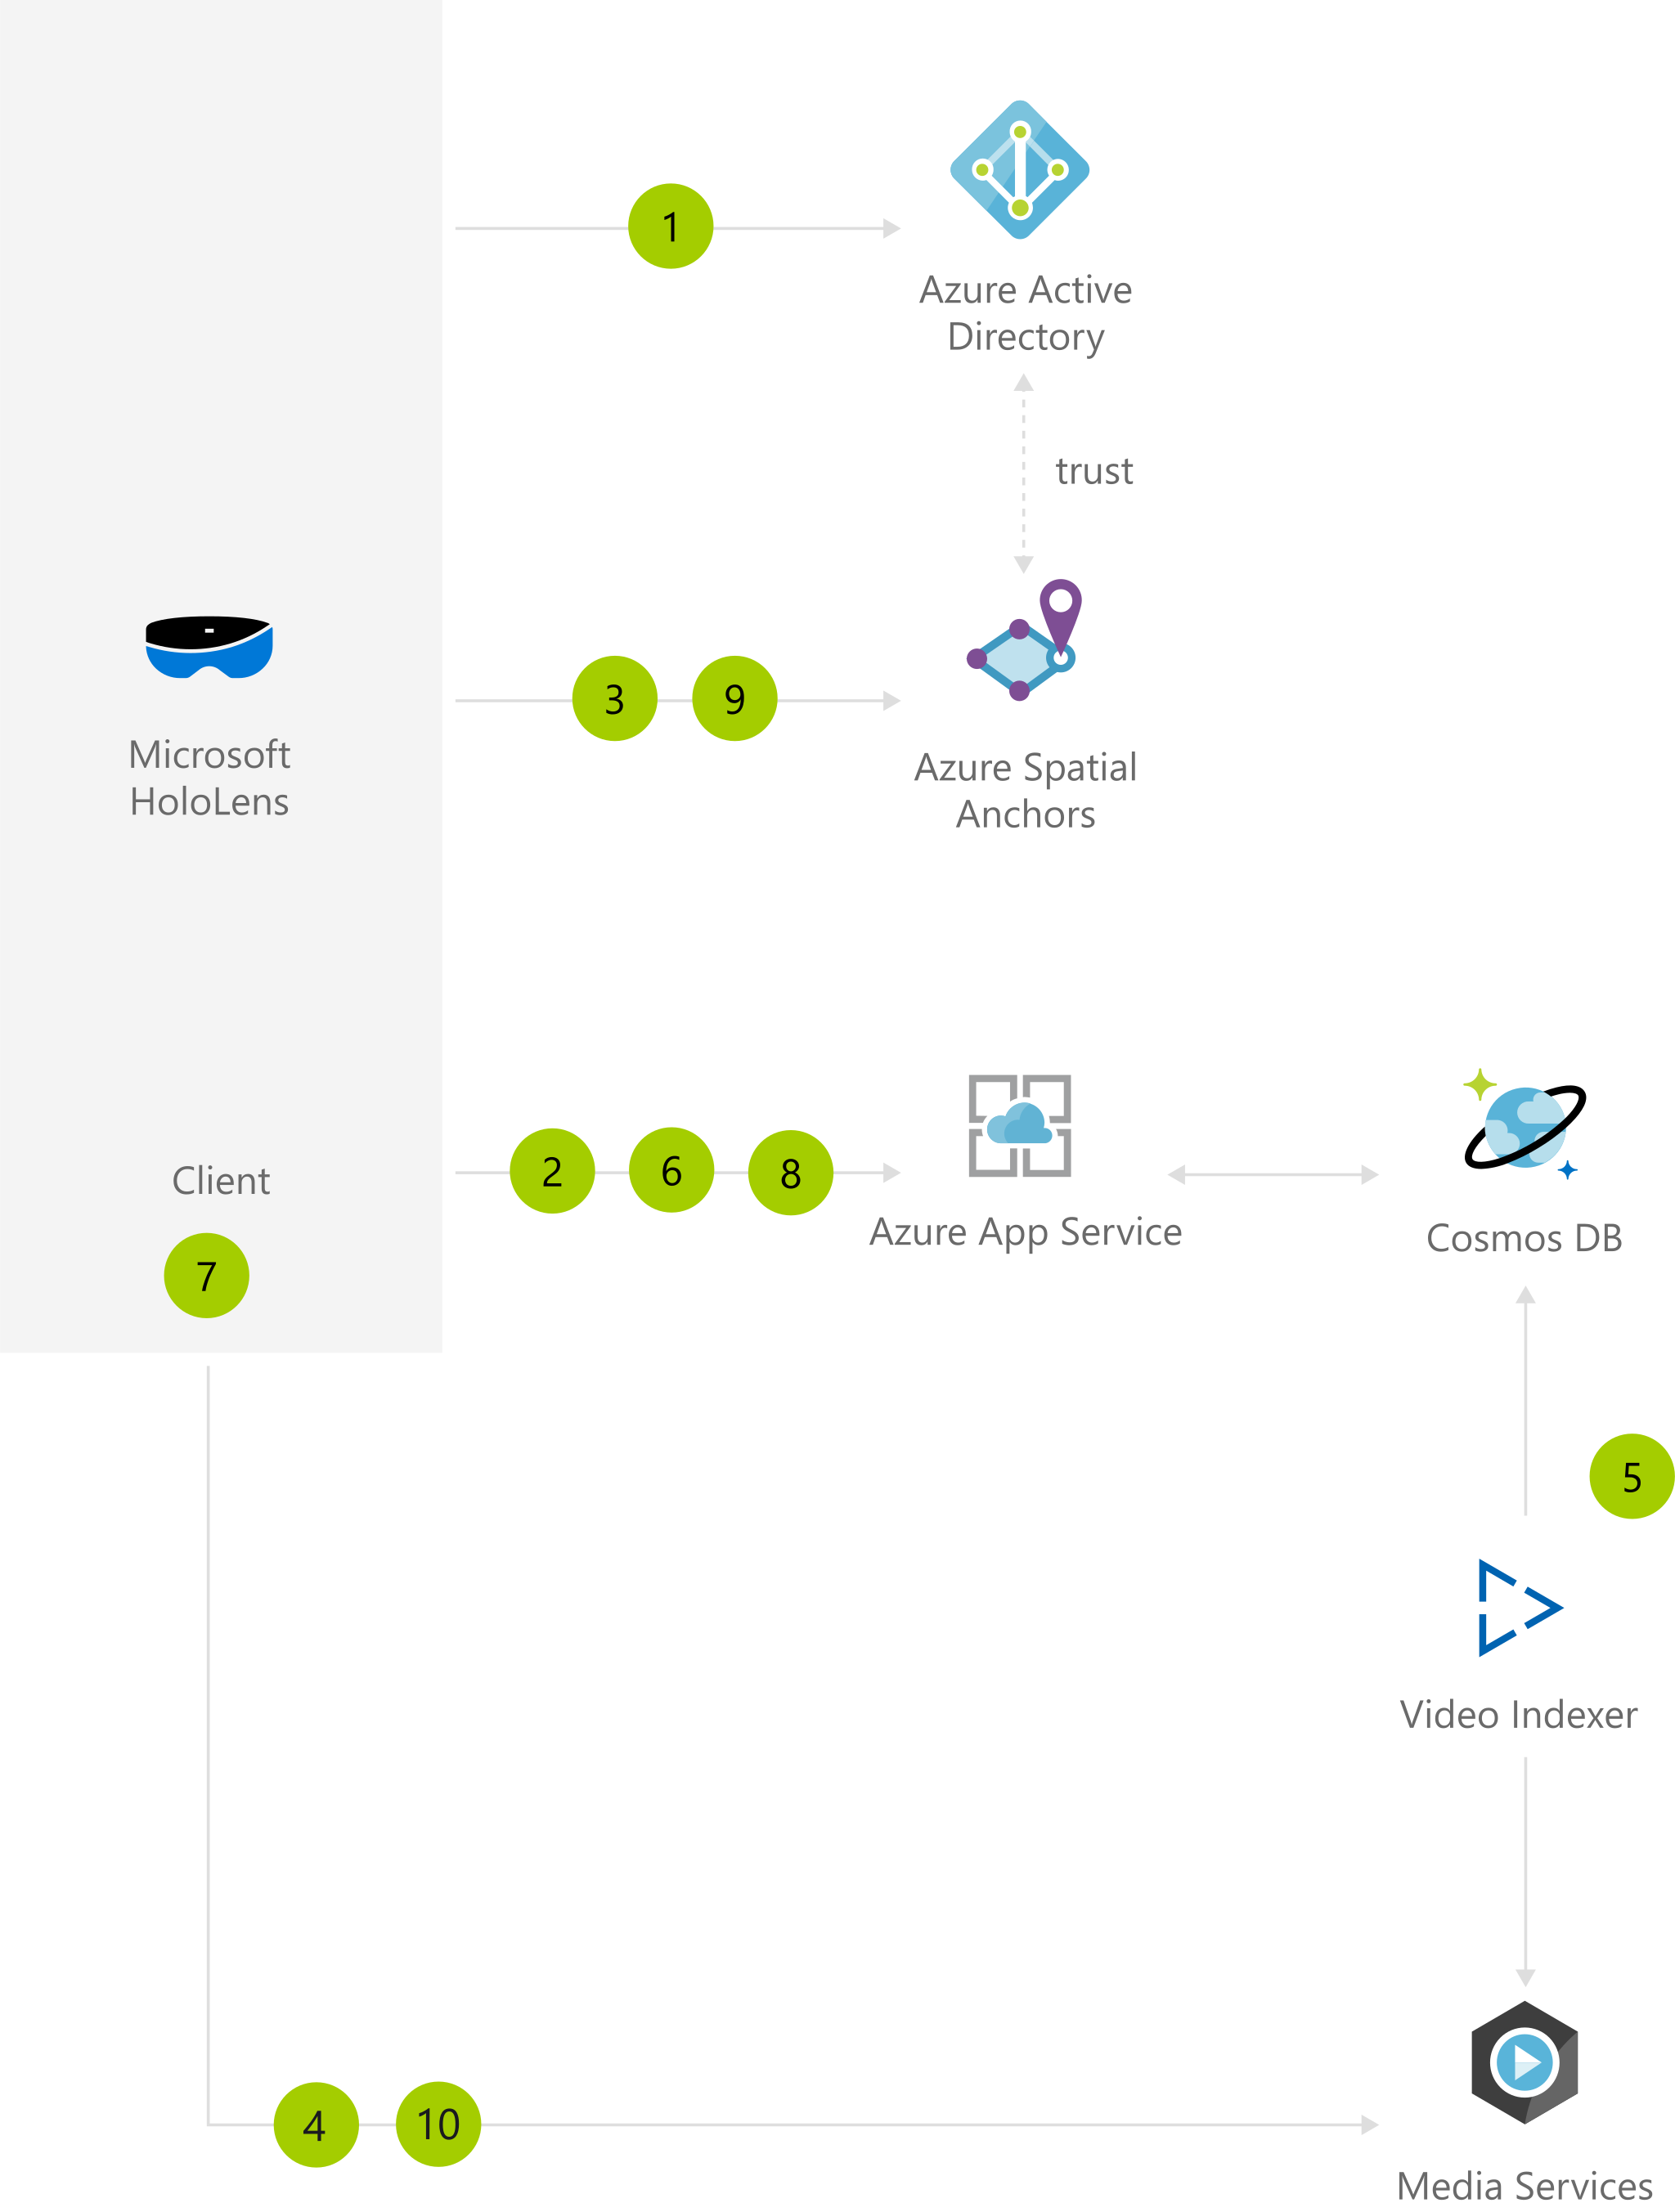 1
Azure Active
Directory
trust
3
9
Microsoft
HoloLens
Azure Spatial
Anchors
Client
2
6
8
Azure App Service
Cosmos DB
7
5
Video Indexer
4
10
Media Services